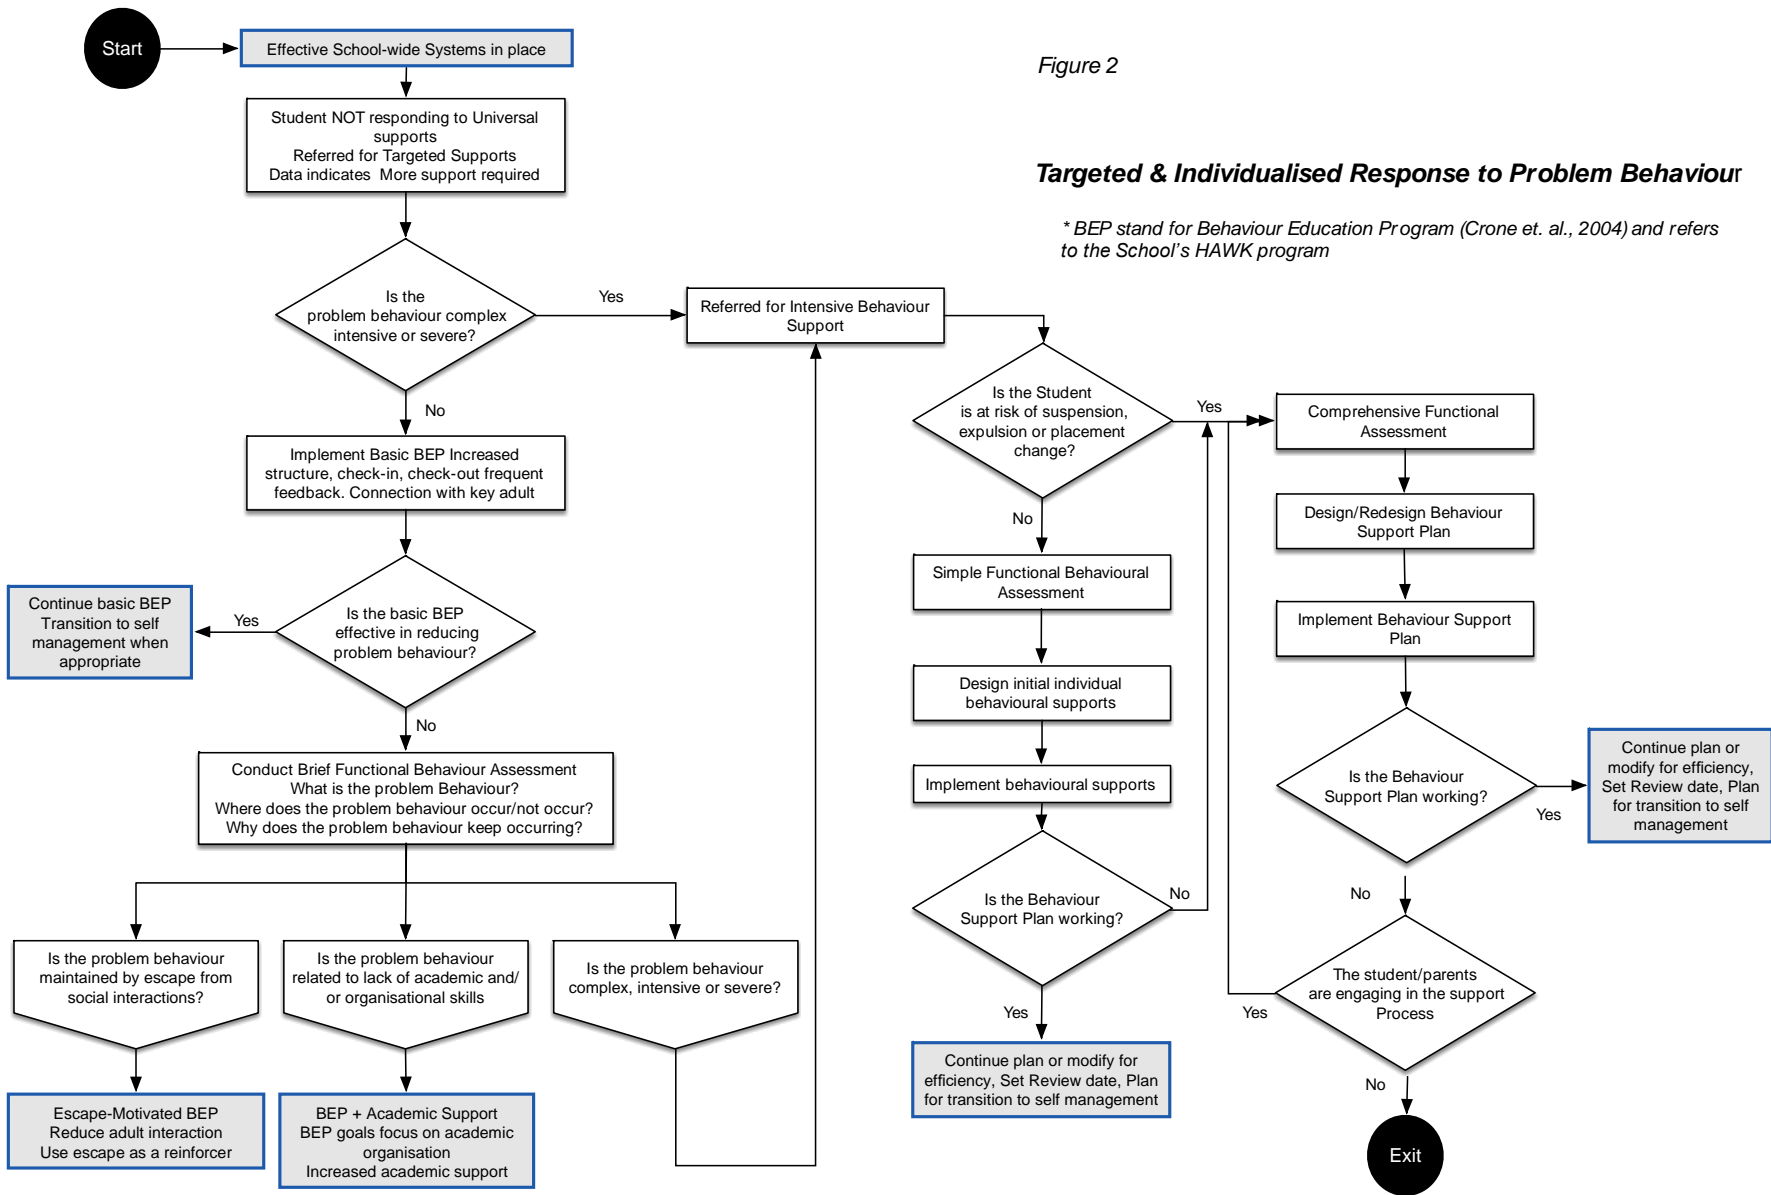 Start
Effective School-wide Systems in place
Figure 2
Student NOT responding to Universal
supports
Referred for Targeted Supports
Data indicates More support required
Targeted & Individualised Response to Problem Behaviour
* BEP stand for Behaviour Education Program (Crone et. al., 2004) and refers
to the School's HAWK program
Is the
problem behaviour complex
intensive or severe?
Yes
Referred for Intensive Behaviour
Support
No
Implement Basic BEP Increased
structure, check-in, check-out frequent
feedback. Connection with key adult
Is the basic BEP
effective in reducing
problem behaviour?
Yes
Continue basic BEP
Transition to self
management when
appropriate
No
Conduct Brief Functional Behaviour Assessment
What is the problem Behaviour?
Where does the problem behaviour occur/not occur?
Why does the problem behaviour keep occurring?
Is the problem behaviour
maintained by escape from
social interactions?
Is the problem behaviour
related to lack of academic and/
or organisational skills
Is the problem behaviour
complex, intensive or severe?
Escape-Motivated BEP
Reduce adult interaction
Use escape as a reinforcer
BEP + Academic Support
BEP goals focus on academic
organisation
Increased academic support
Is the Student
is at risk of suspension,
expulsion or placement
change?
Yes
No
Simple Functional Behavioural
Assessment
Design initial individual
behavioural supports
Implement behavioural supports
Is the Behaviour
Support Plan working?
No
Yes
Continue plan or modify for
efficiency, Set Review date, Plan
for transition to self management
Comprehensive Functional
Assessment
Design/Redesign Behaviour
Support Plan
Implement Behaviour Support
Plan
Is the Behaviour
Support Plan working?
Yes
Continue plan or
modify for efficiency,
Set Review date, Plan
for transition to self
management
No
The student/parents
are engaging in the support
Process
Yes
No
Exit